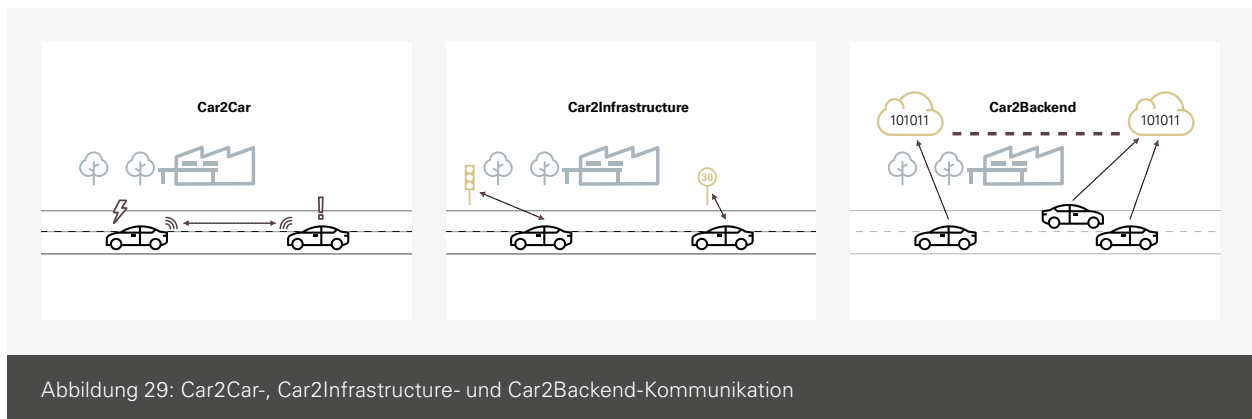 Car2Car
Car2Infrastructure
30
Car2Backend
101011
101011
Abbildung 29: Car2Car-, Car2Infrastructure- und Car2Backend-Kommunikation